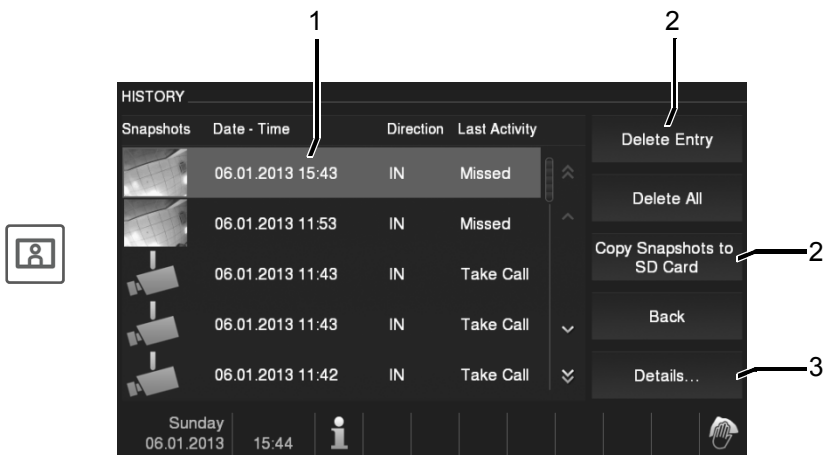 1
2
HISTORY
Snapshots Date - Time Direction Last Activity
Delete Entry
06.01.2013 15:43 IN Missed
Delete All
06.01.2013 11:53 IN Missed
Copy Snapshots to
SD Card
2
06.01.2013 11:43 IN Take Call
06.01.2013 11:43 IN Take Call
Back
06.01.2013 11:42 IN Take Call
Details...
3
Sunday
06.01.2013 15:44